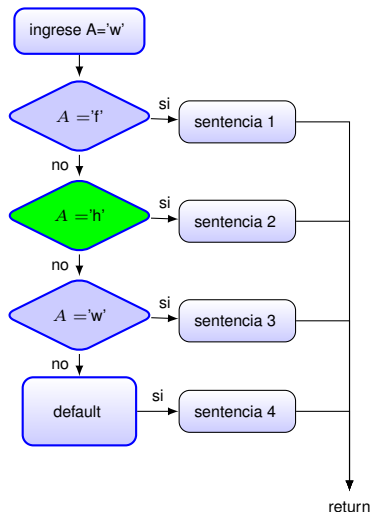 ingrese A='w'
A ='f'
si
sentencia 1
no
A ='h'
si
sentencia 2
no
A ='w'
si
sentencia 3
no
default
si
sentencia 4
return